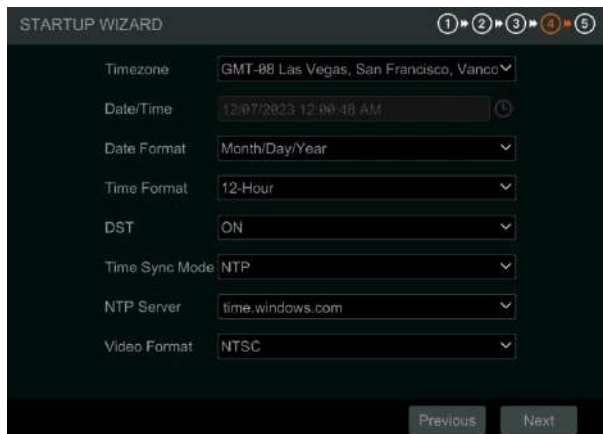 STARTUP WIZARD 1 2 3 4 5
Timezone GMT-08 Las Vegas, San Francisco, Vanco
Date/Time 12/07/2023 12:00:48 AM
Date Format Month/Day/Year
Time Format 12-Hour
DST ON
Time Sync Mode NTP
NTP Server time.windows.com
Video Format NTSC
Previous Next